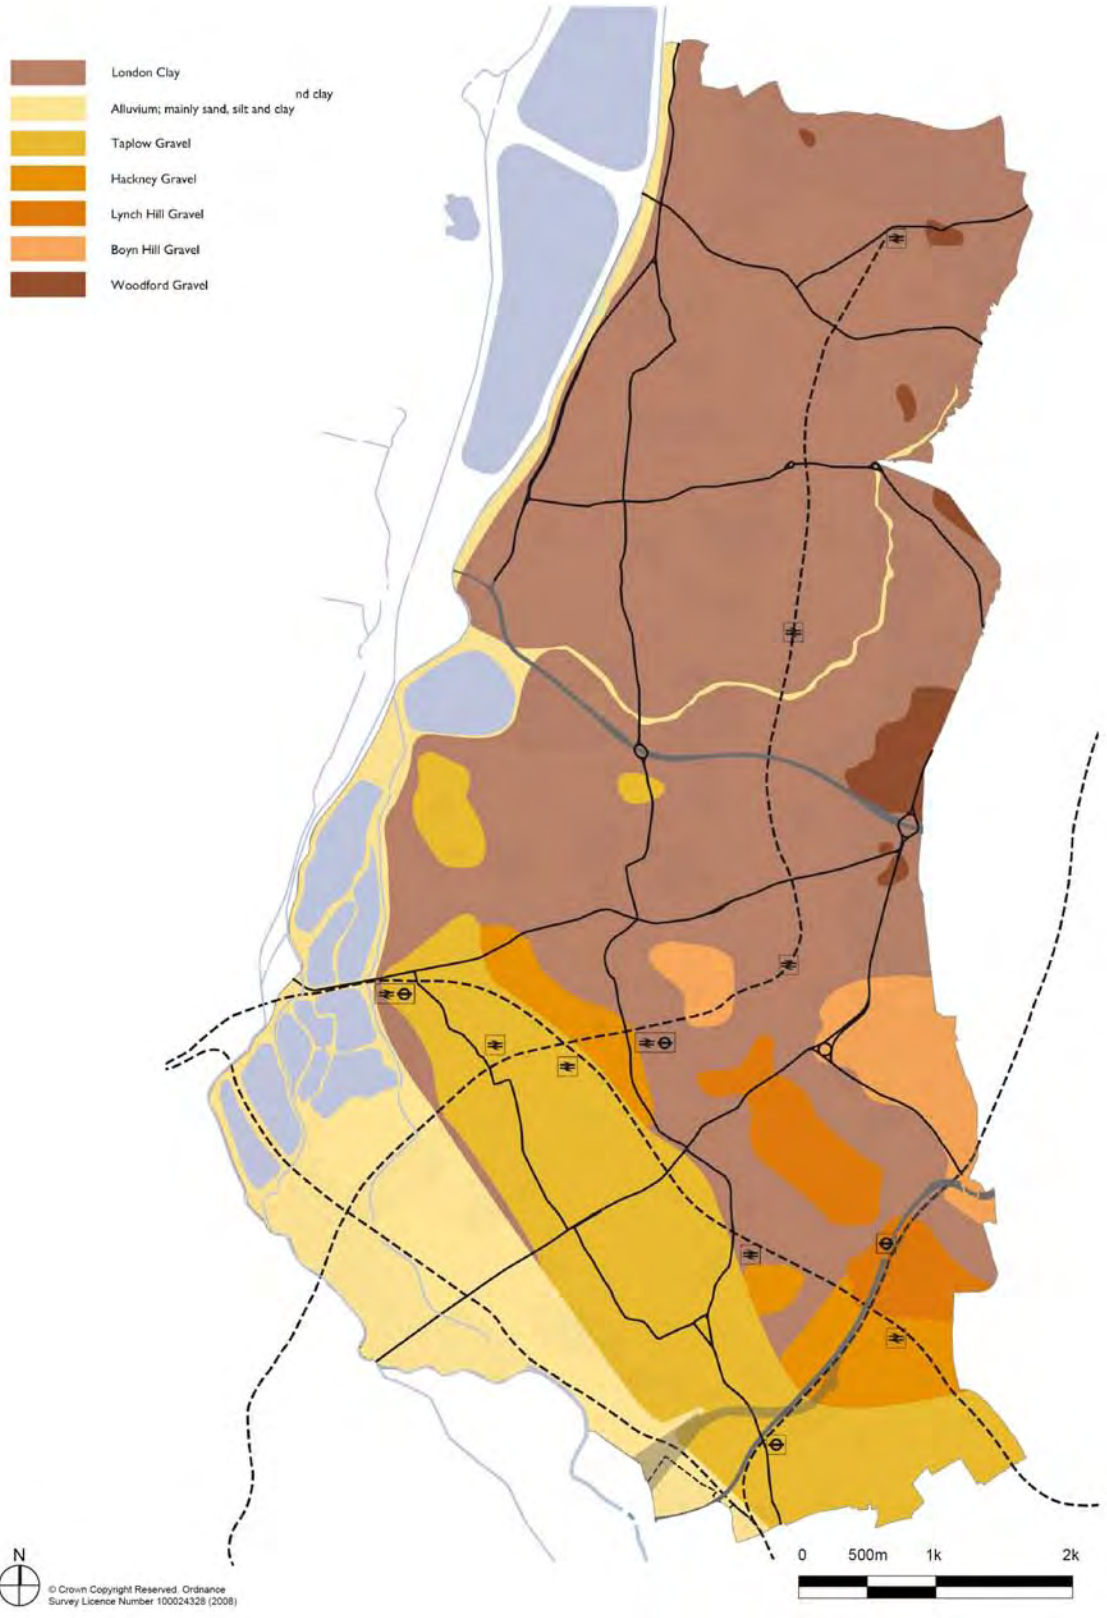 London Clay
nd clay
Alluvium; mainly sand, silt and clay
Taplow Gravel
Hackney Gravel
Lynch Hill Gravel
Boyn Hill Gravel
Woodford Gravel
N
© Crown Copyright Reserved. Ordnance
Survey Licence Number 100024328 (2008)
0 500m 1k 2k